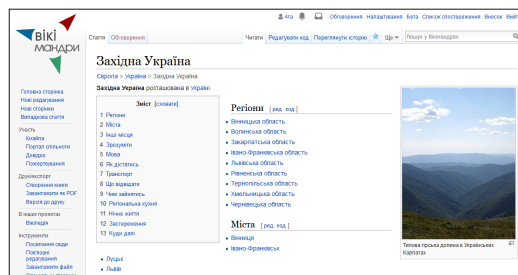 Ата Обговорення Налаштування Бета Список спостереження Внесок Вийт
Стаття Обговорення Читати Редагувати код Переглянути історію Ще Пошук у Вікімандрах
ВІКІ
МАНДРИ
Західна Україна
Європа > Україна > Західна Україна
Західна Україна розташована в Україні.
Головна сторінка
Нові редагування
Нові сторінки
Випадкова стаття
Участь
Кнайпа
Портал спільноти
Довідка
Пожертвування
Друк/експорт
Створення книги
Завантажити як PDF
Версія до друку
В інших проектах
Вікіпедія
Інструменти
Посилання сюди
Пов'язані
редагування
Завантажити файл
Зміст [сховати]
1 Регіони
2 Міста
3 Інші місця
4 Зрозуміти
5 Мова
6 Як дістатись
7 Транспорт
8 Що відвідати
9 Чим зайнятись
10 Регіональна кухня
11 Нічне життя
12 Застереження
13 Куди далі
Луцьк
Львів
Регіони [ред. код]
Вінницька область
Волинська область
Закарпатська область
Івано-Франківська область
Львівська область
Рівненська область
Тернопільська область
Хмельницька область
Чернівецька область
Міста [ред. код]
Вінниця
Івано-Франківськ
Типова гірська долина в Українських
Карпатах